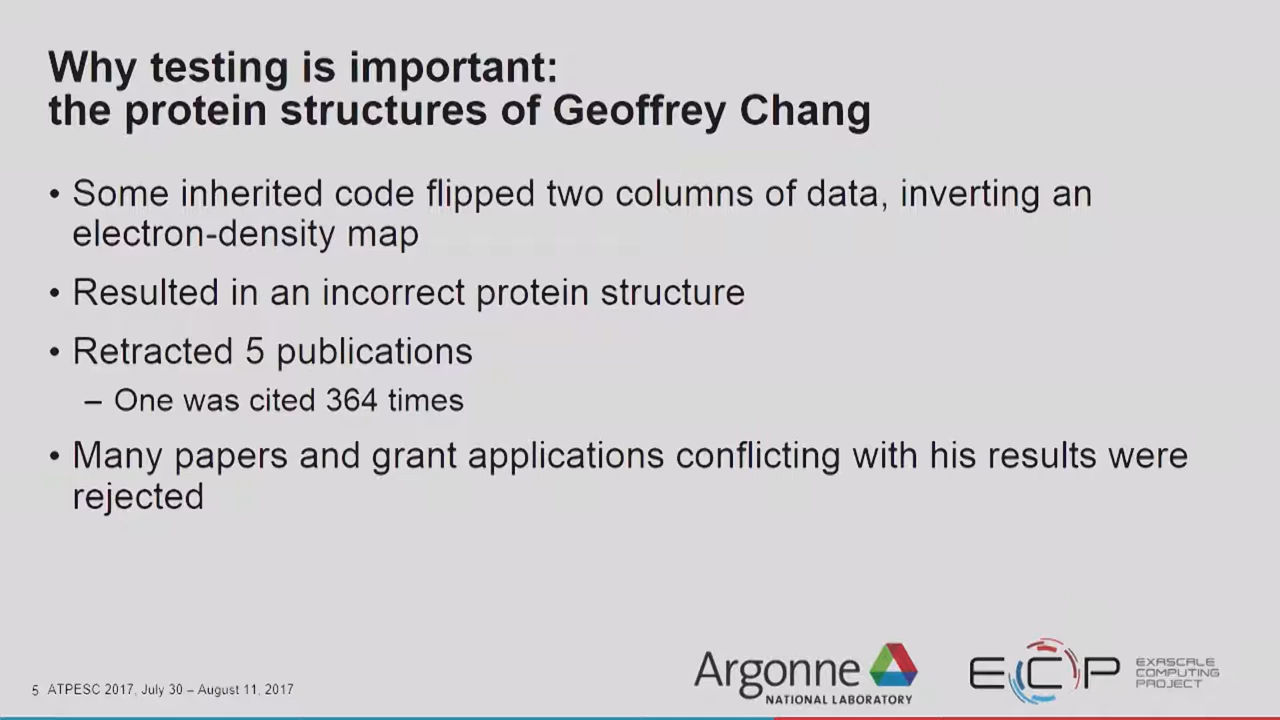 Why testing is important:
the protein structures of Geoffrey Chang
• Some inherited code flipped two columns of data, inverting an
electron-density map
• Resulted in an incorrect protein structure
• Retracted 5 publications
– One was cited 364 times
• Many papers and grant applications conflicting with his results were
rejected
5 ATPESC 2017, July 30 – August 11, 2017
Argonne
NATIONAL LABORATORY
ECP
EXASCALE
COMPUTING
PROJECT